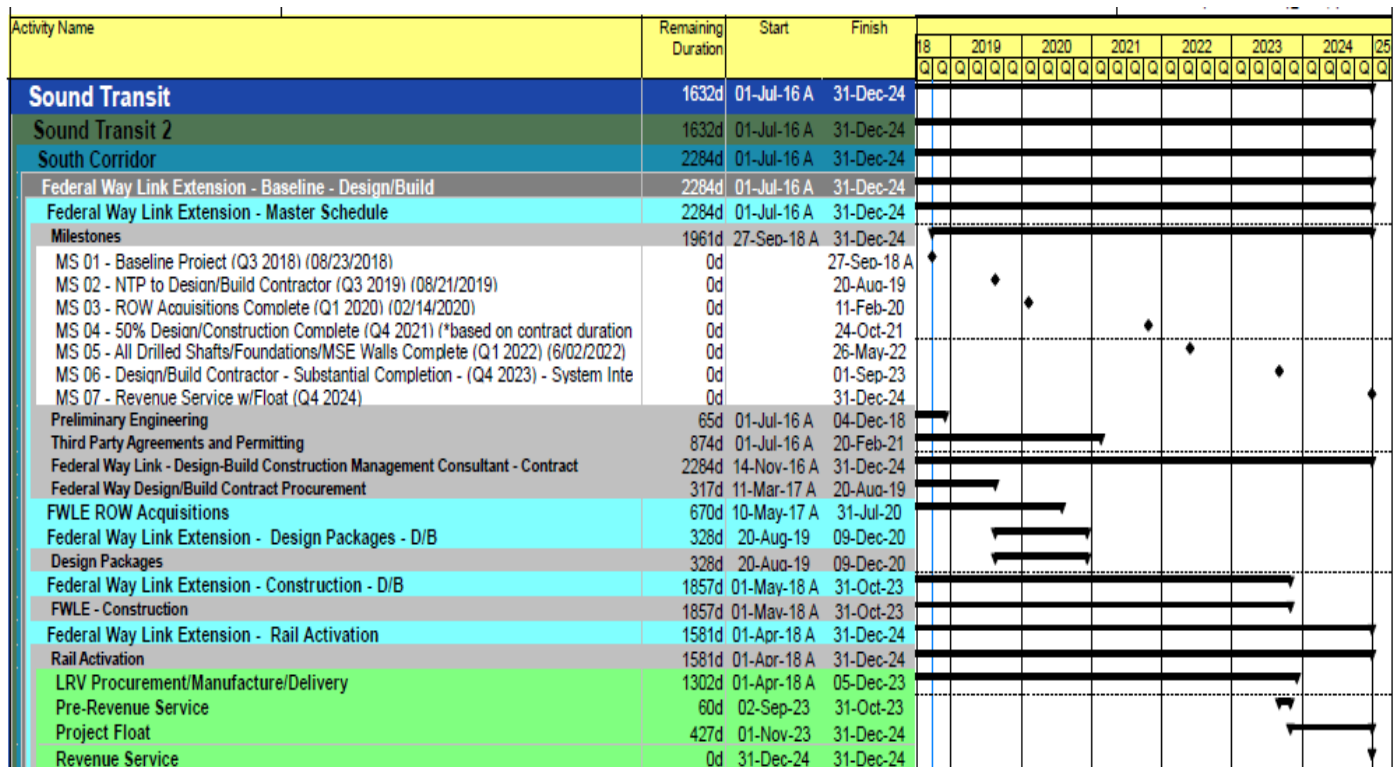 Activity Name Remaining Duration Start Finish
18 2019 2020 2021 2022 2023 2024 25
Q Q Q Q Q Q Q Q Q Q Q Q Q Q Q Q Q Q Q Q Q Q Q Q Q Q Q
Sound Transit 1632d 01-Jul-16 A 31-Dec-24
Sound Transit 2 1632d 01-Jul-16 A 31-Dec-24
South Corridor 2284d 01-Jul-16 A 31-Dec-24
Federal Way Link Extension - Baseline - Design/Build 2284d 01-Jul-16 A 31-Dec-24
Federal Way Link Extension - Master Schedule 2284d 01-Jul-16 A 31-Dec-24
Milestones 1961d 27-Sep-18 A 31-Dec-24
MS 01 - Baseline Project (Q3 2018) (08/23/2018) 0d 27-Sep-18 A
MS 02 - NTP to Design/Build Contractor (Q3 2019) (08/21/2019) 0d 20-Aug-19
MS 03 - ROW Acquisitions Complete (Q1 2020) (02/14/2020) 0d 11-Feb-20
MS 04 - 50% Design/Construction Complete (Q4 2021) (*based on contract duration 0d 24-Oct-21
MS 05 - All Drilled Shafts/Foundations/MSE Walls Complete (Q1 2022) (6/02/2022) 0d 26-May-22
MS 06 - Design/Build Contractor - Substantial Completion - (Q4 2023) - System Inte 0d 01-Sep-23
MS 07 - Revenue Service w/Float (Q4 2024) 0d 31-Dec-24
Preliminary Engineering 65d 01-Jul-16 A 04-Dec-18
Third Party Agreements and Permitting 874d 01-Jul-16 A 20-Feb-21
Federal Way Link - Design-Build Construction Management Consultant - Contract 2284d 14-Nov-16 A 31-Dec-24
Federal Way Design/Build Contract Procurement 317d 11-Mar-17 A 20-Aug-19
FWLE ROW Acquisitions 670d 10-May-17 A 31-Jul-20
Federal Way Link Extension - Design Packages - D/B 328d 20-Aug-19 09-Dec-20
Design Packages 328d 20-Aug-19 09-Dec-20
Federal Way Link Extension - Construction - D/B 1857d 01-May-18 A 31-Oct-23
FWLE - Construction 1857d 01-May-18 A 31-Oct-23
Federal Way Link Extension - Rail Activation 1581d 01-Apr-18 A 31-Dec-24
Rail Activation 1581d 01-Apr-18 A 31-Dec-24
LRV Procurement/Manufacture/Delivery 1302d 01-Apr-18 A 05-Dec-23
Pre-Revenue Service 60d 02-Sep-23 31-Oct-23
Project Float 427d 01-Nov-23 31-Dec-24
Revenue Service 0d 31-Dec-24 31-Dec-24